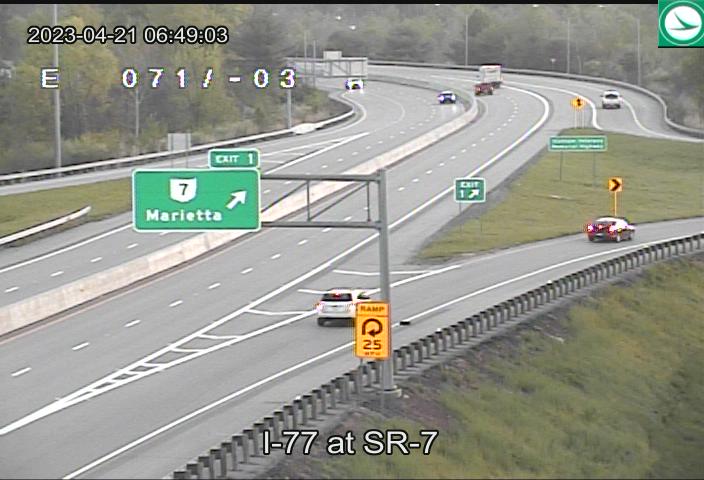 2023-04-21 06:49:03
E 071/-03
EXIT 1
7
Marietta
EXIT
1
RAMP
25
MPH
I-77 at SR-7